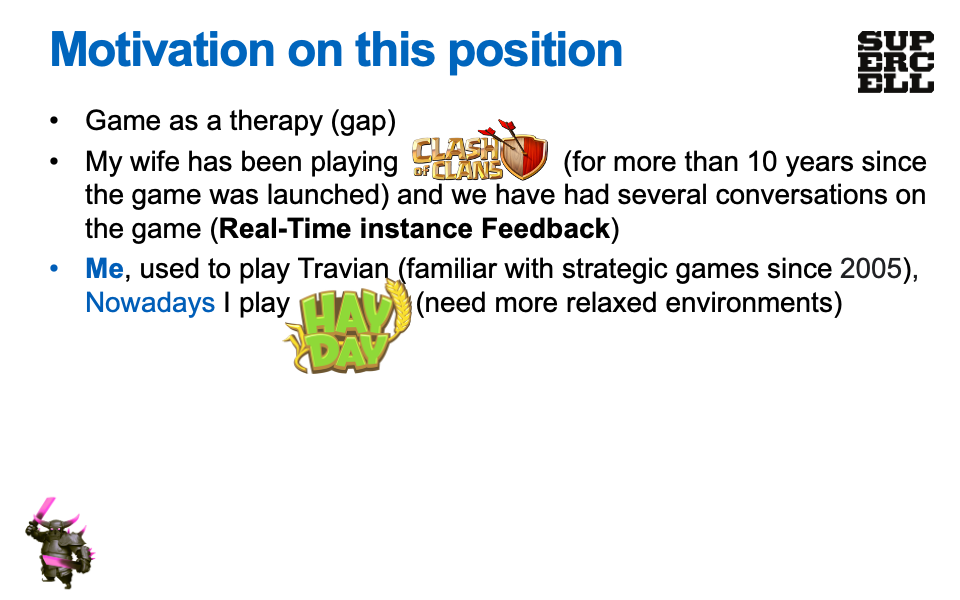 Motivation on this position
SUP
ERC
ELL
• Game as a therapy (gap)
• My wife has been playing CLASH OF CLANS (for more than 10 years since
the game was launched) and we have had several conversations on
the game (Real-Time instance Feedback)
• Me, used to play Travian (familiar with strategic games since 2005),
Nowadays I play HAY DAY (need more relaxed environments)